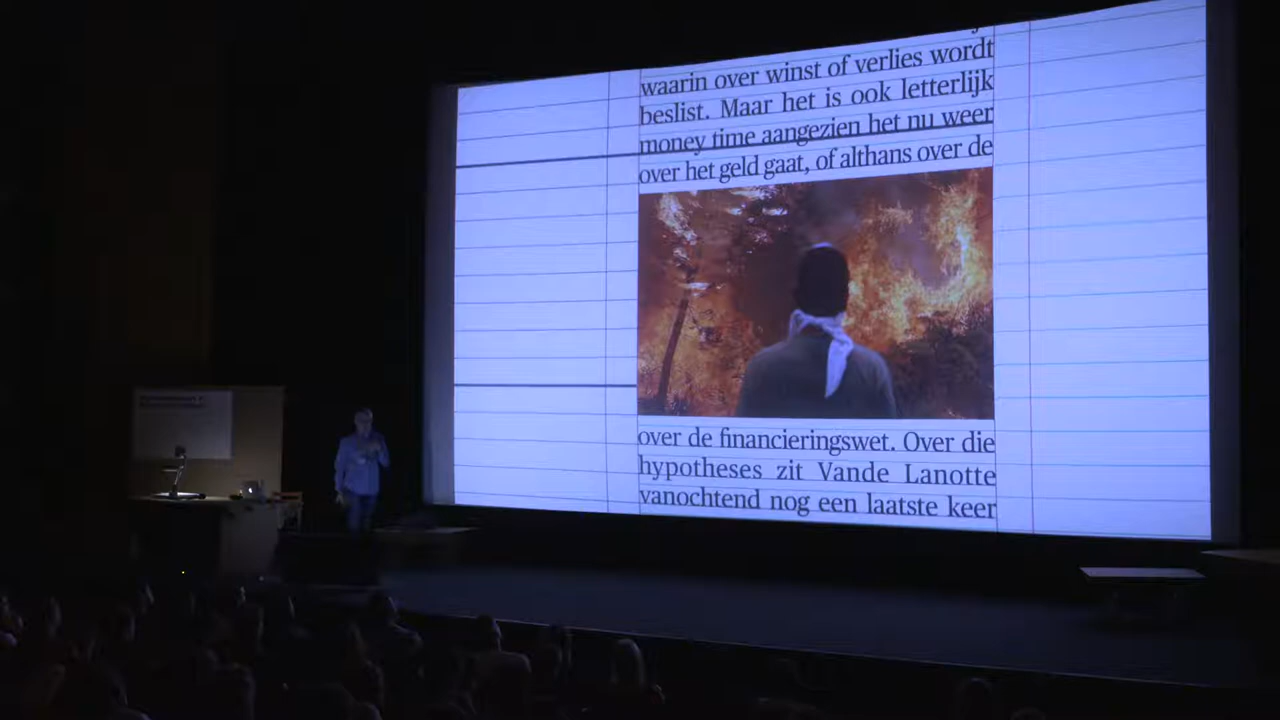 waarin over winst of verlies wordt
beslist. Maar het is ook letterlijk
money time aangezien het nu weer
over het geld gaat, of althans over de
over de financieringswet. Over die
hypotheses zit Vande Lanotte
vanochtend nog een laatste keer